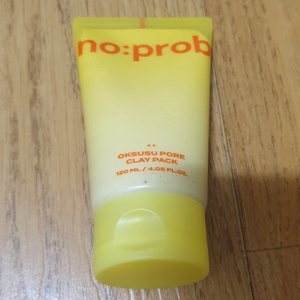 no:prob
OKSUSU PORE
CLAY PACK
120 ML / 4.05 FL.OZ.